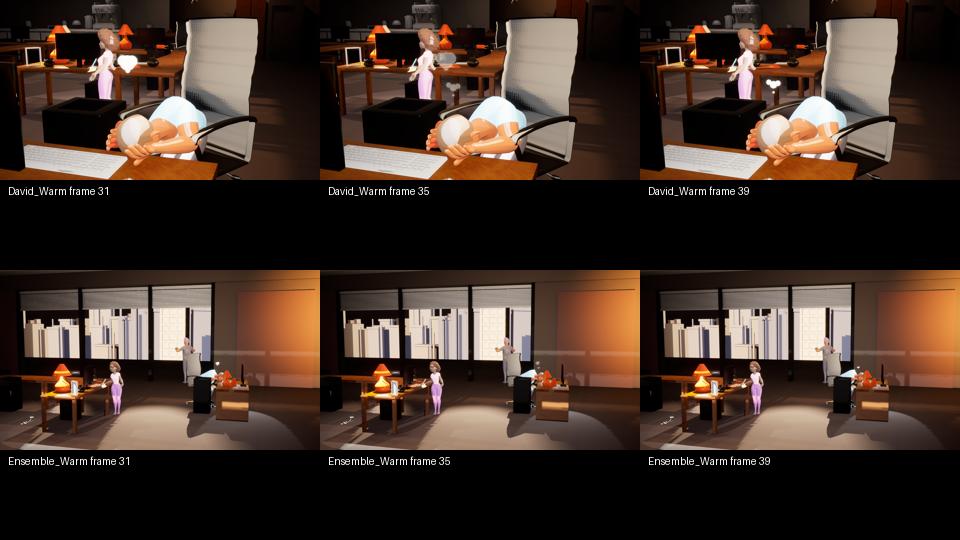 David_Warm frame 31
David_Warm frame 35
David_Warm frame 39
Ensemble_Warm frame 31
Ensemble_Warm frame 35
Ensemble_Warm frame 39